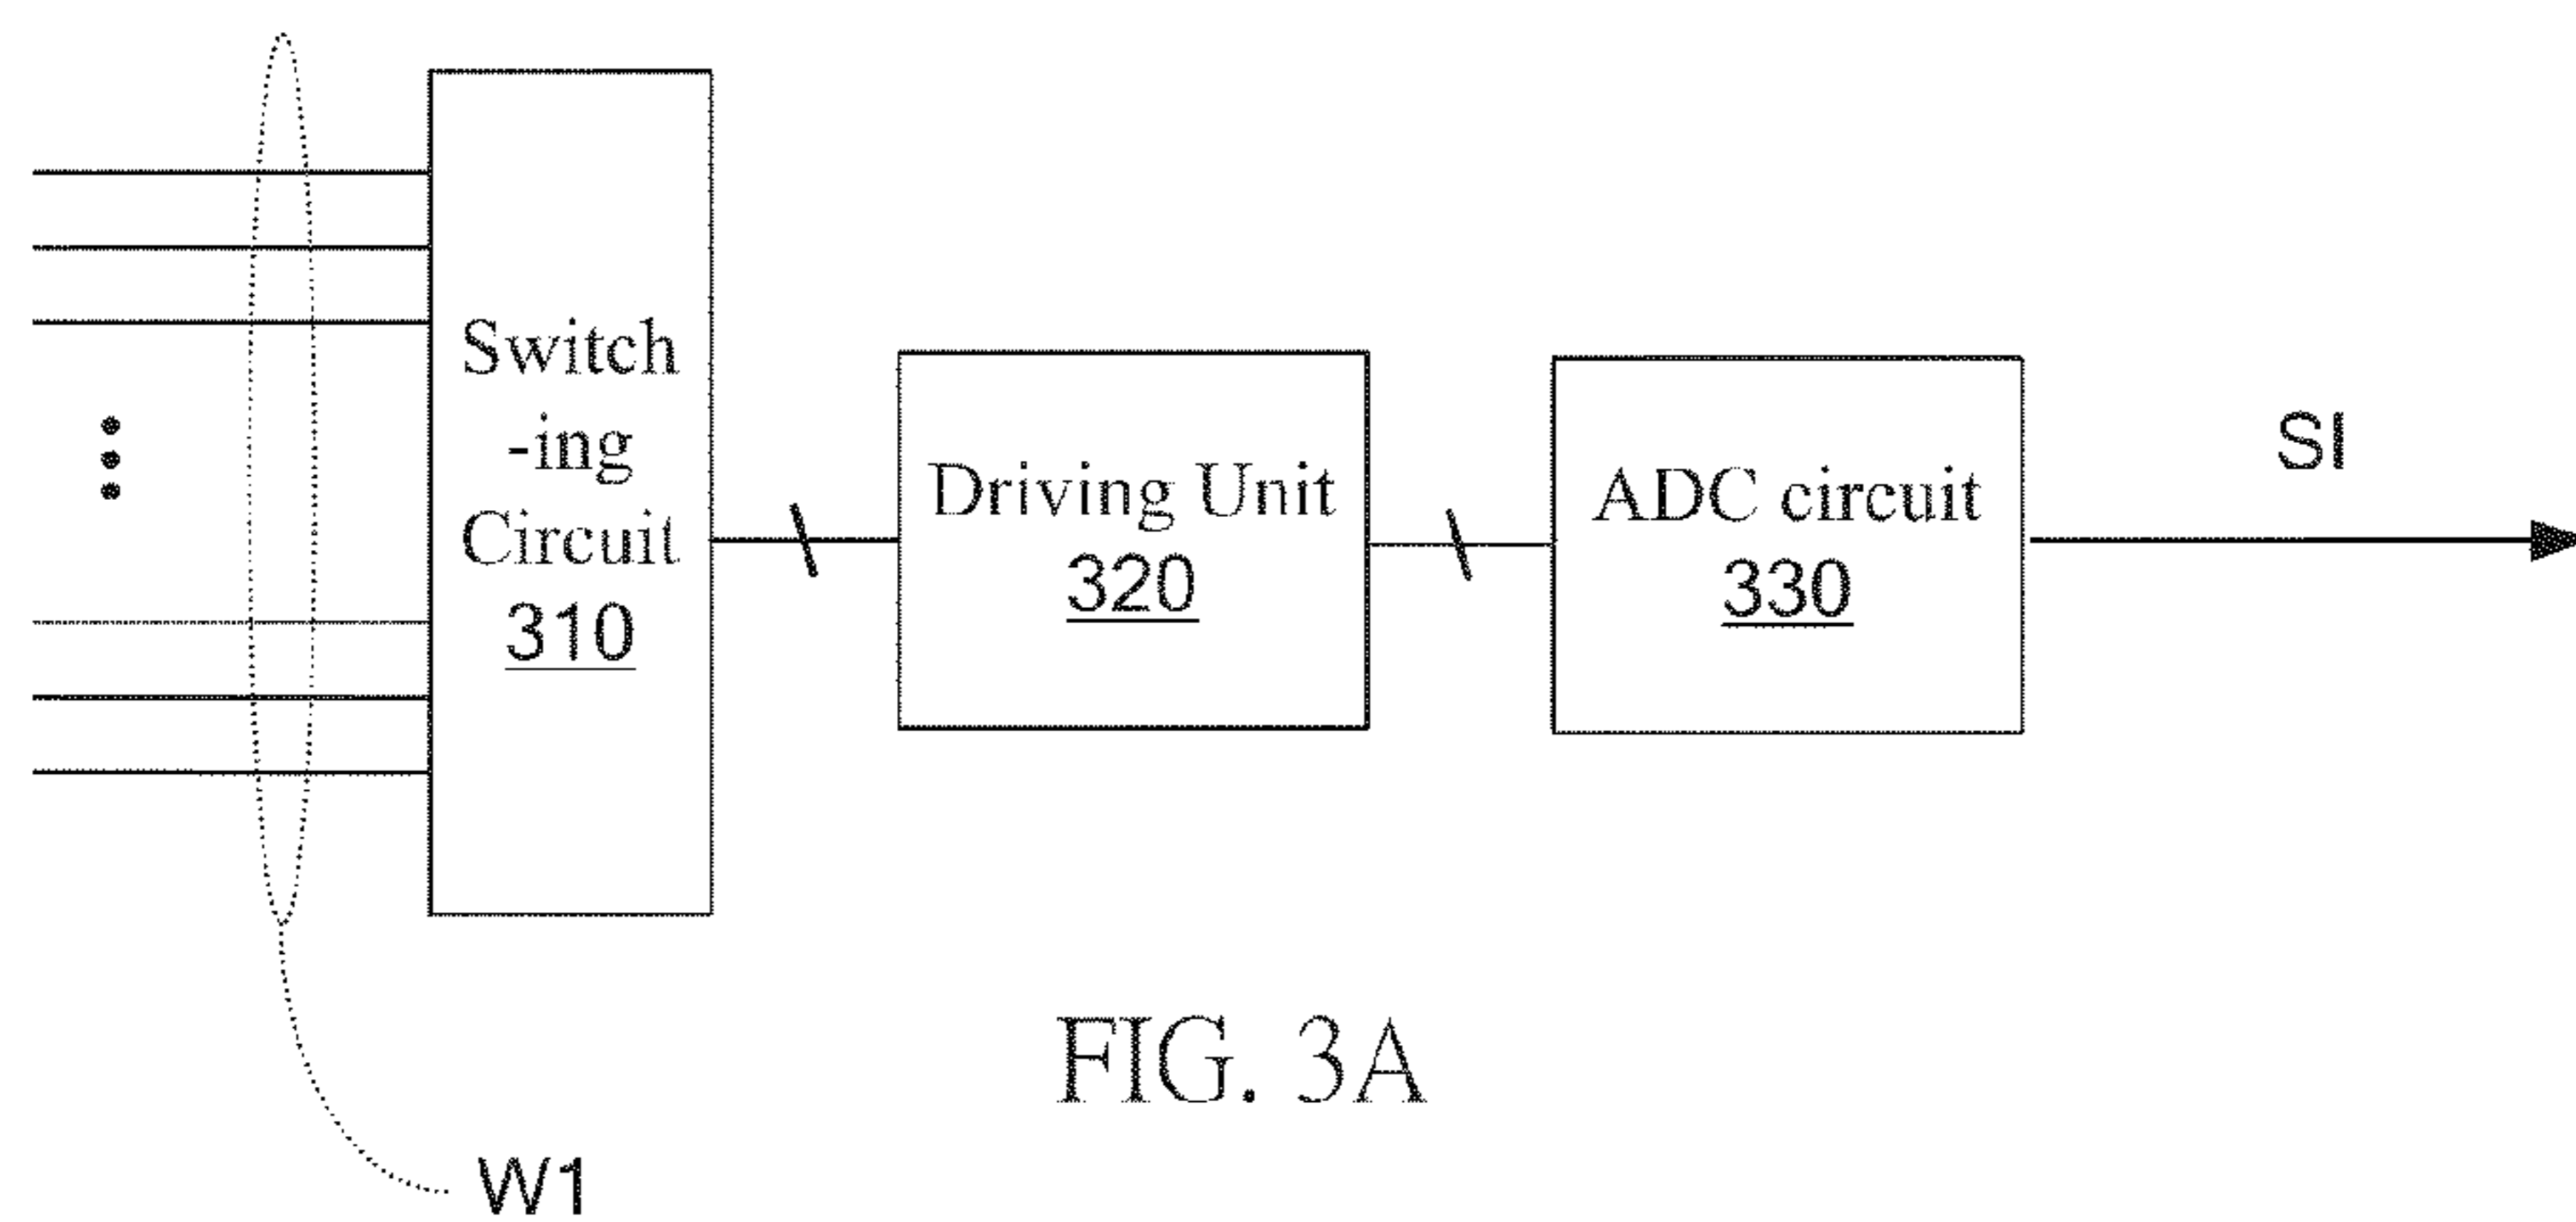 Switch
-ing
Circuit
310
Driving Unit
320
ADC circuit
330
SI
FIG. 3A
W1